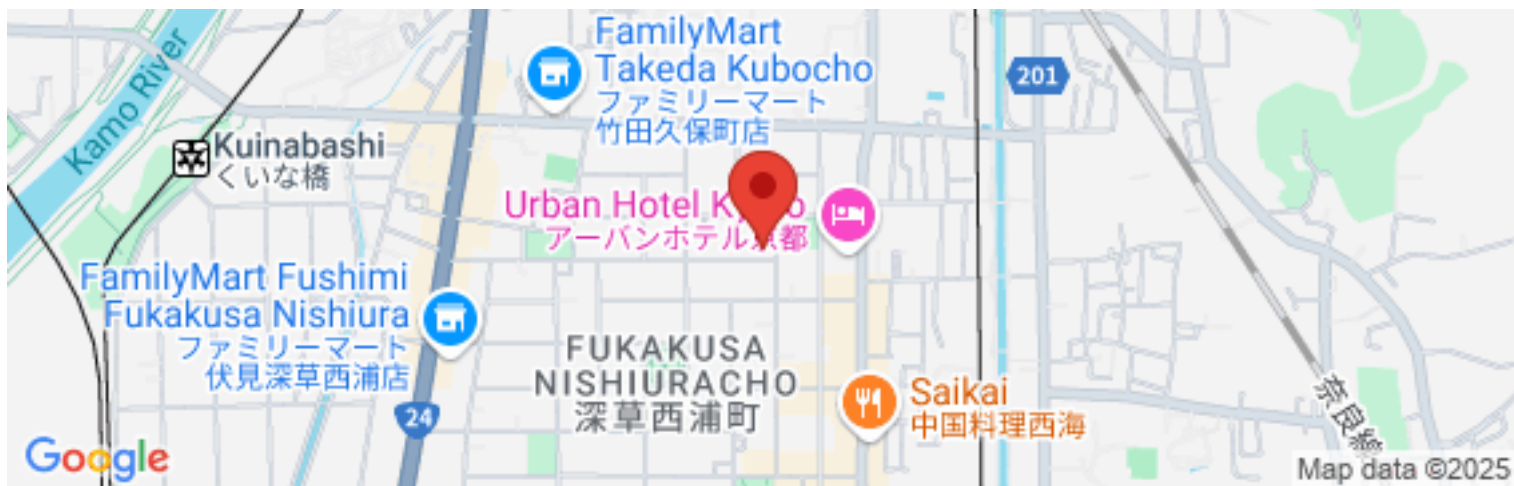 FamilyMart
Takeda Kubocho
ファミリーマート
竹田久保町店
201
Kamo River
Kuinabashi
くいな橋
Urban Hotel
アーバンホテル
FamilyMart Fushimi
Fukakusa Nishiura
ファミリーマート
伏見深草西浦店
FUKAKUSA
NISHIURACHO
深草西浦町
24
Saikai
中国料理西海
奈良線
Google
Map data ©2025